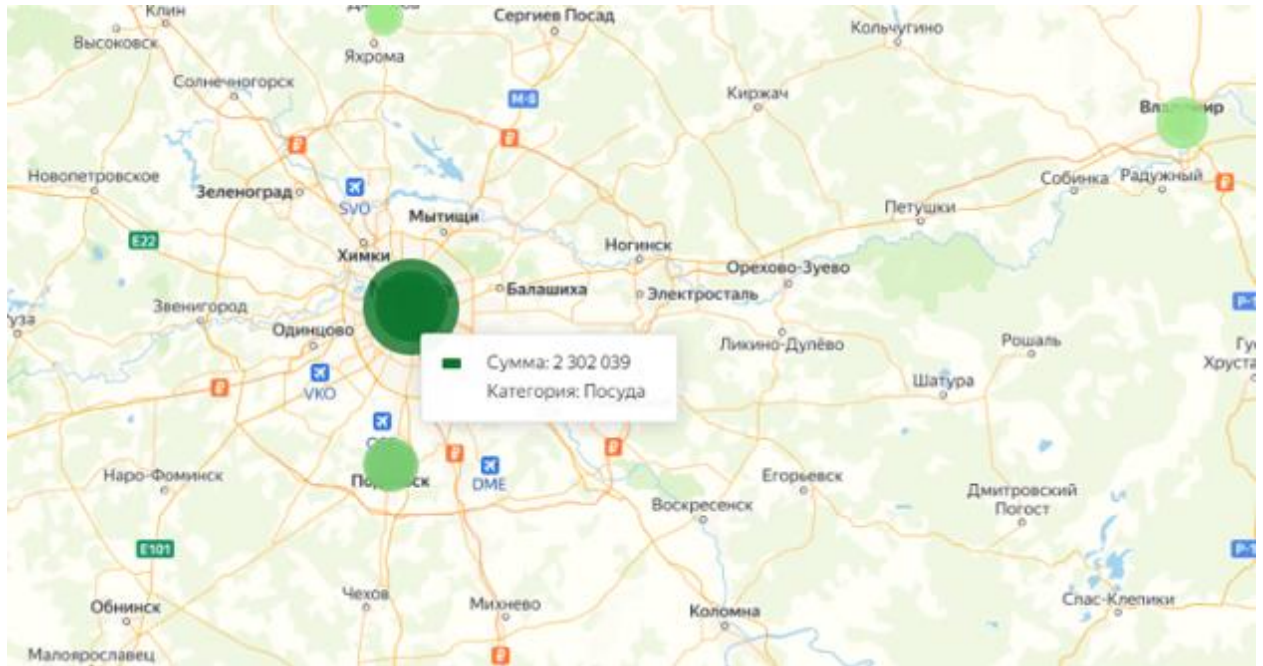 Клин
Сергиев Посад
Кольчугино
Высоковск
Яхрома
Солнечногорск
М-8
Киржач
Новопетровское
Зеленоград
SVO
Мытищи
Собинка
Радужный
Петушки
E22
Химки
Ногинск
Орехово-Зуево
Балашиха
Электросталь
Звенигород
Одинцово
Ликино-Дулёво
Рошаль
Сумма: 2 302 039
Категория: Посуда
VKO
Шатура
Наро-Фоминск
DME
Егорьевск
Воскресенск
Дмитровский
Погост
E101
Чехов
Михнево
Обнинск
Коломна
Спас-Клепики
Малоярославец